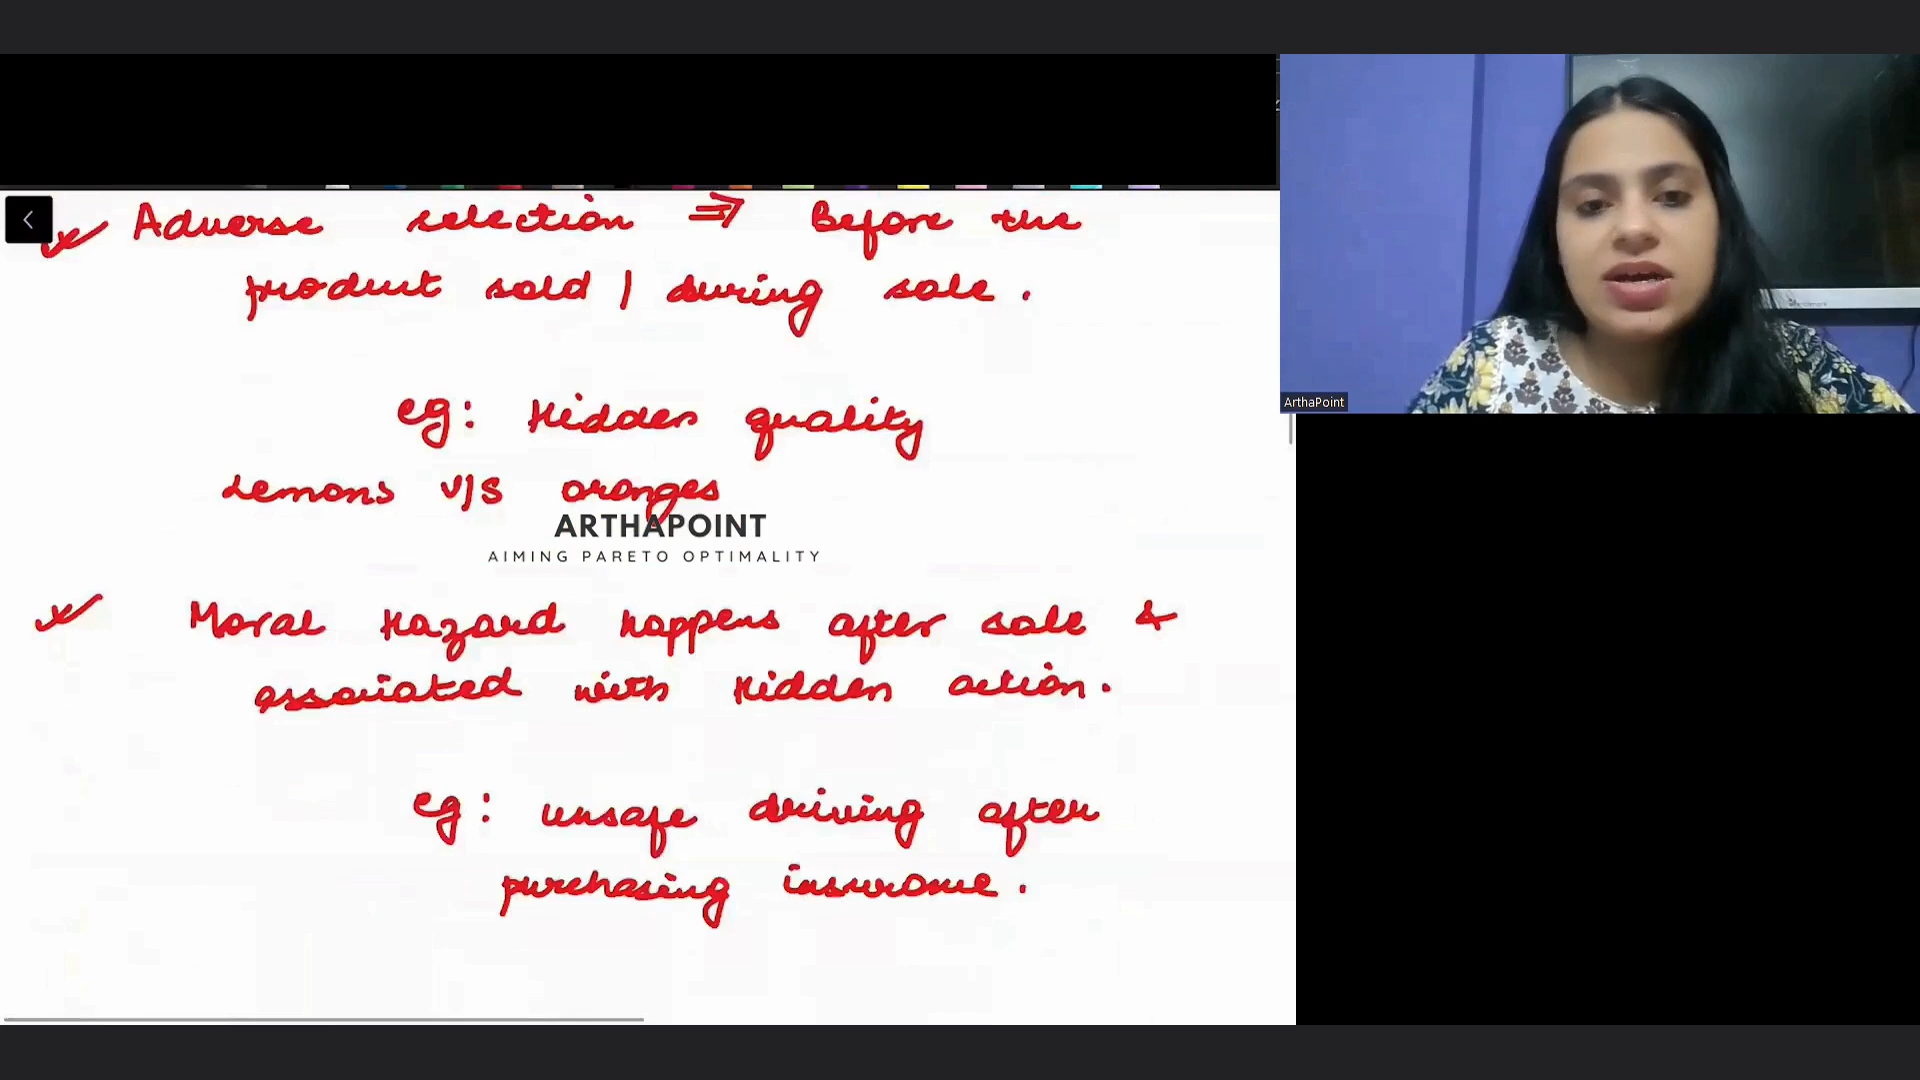 Adverse selection ⇒ Before the
product sold / during sale.
eg: Hidden quality
Lemons v/s oranges
ARTHAPOINT
AIMING PARETO OPTIMALITY
Moral Hazard happens after sale &
associated with Hidden action.
eg: unsafe driving after
purchasing insurance.
ArthaPoint